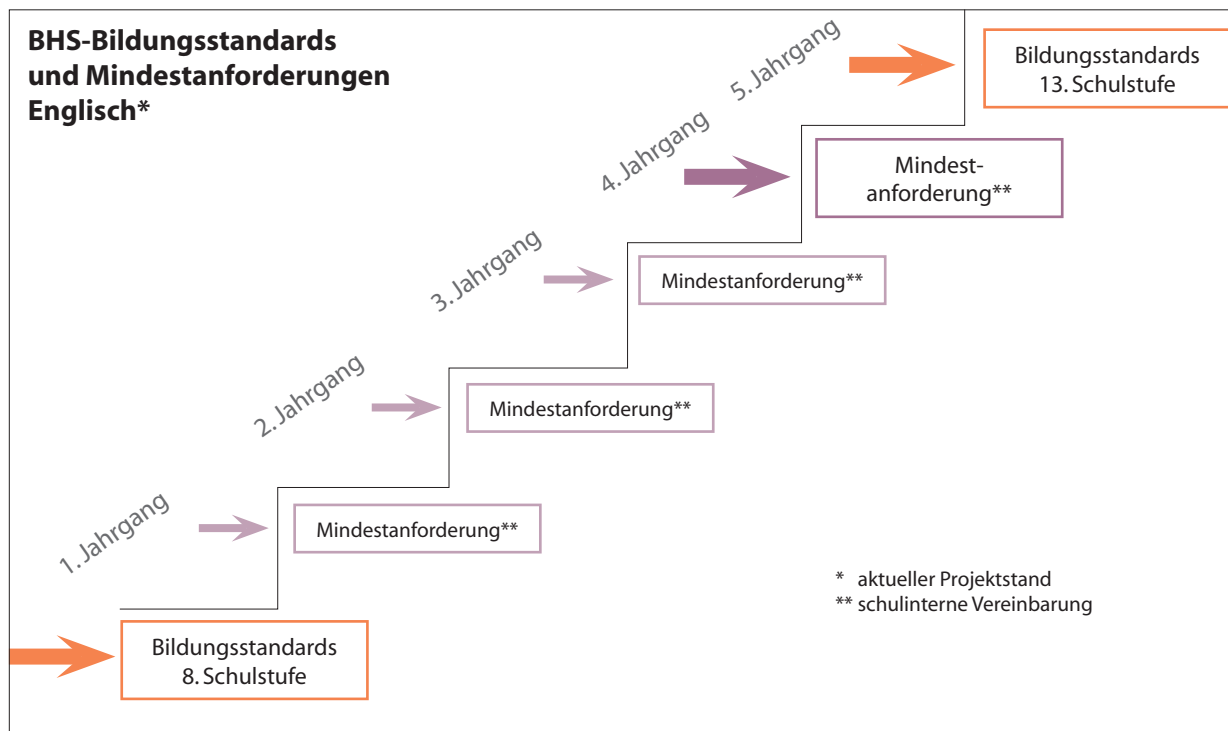 BHS-Bildungsstandards
und Mindestanforderungen
Englisch*
5. Jahrgang
Bildungsstandards
13. Schulstufe
4. Jahrgang
Mindest-
anforderung**
3. Jahrgang
Mindestanforderung**
2. Jahrgang
Mindestanforderung**
1. Jahrgang
Mindestanforderung**
* aktueller Projektstand
** schulinterne Vereinbarung
Bildungsstandards
8. Schulstufe